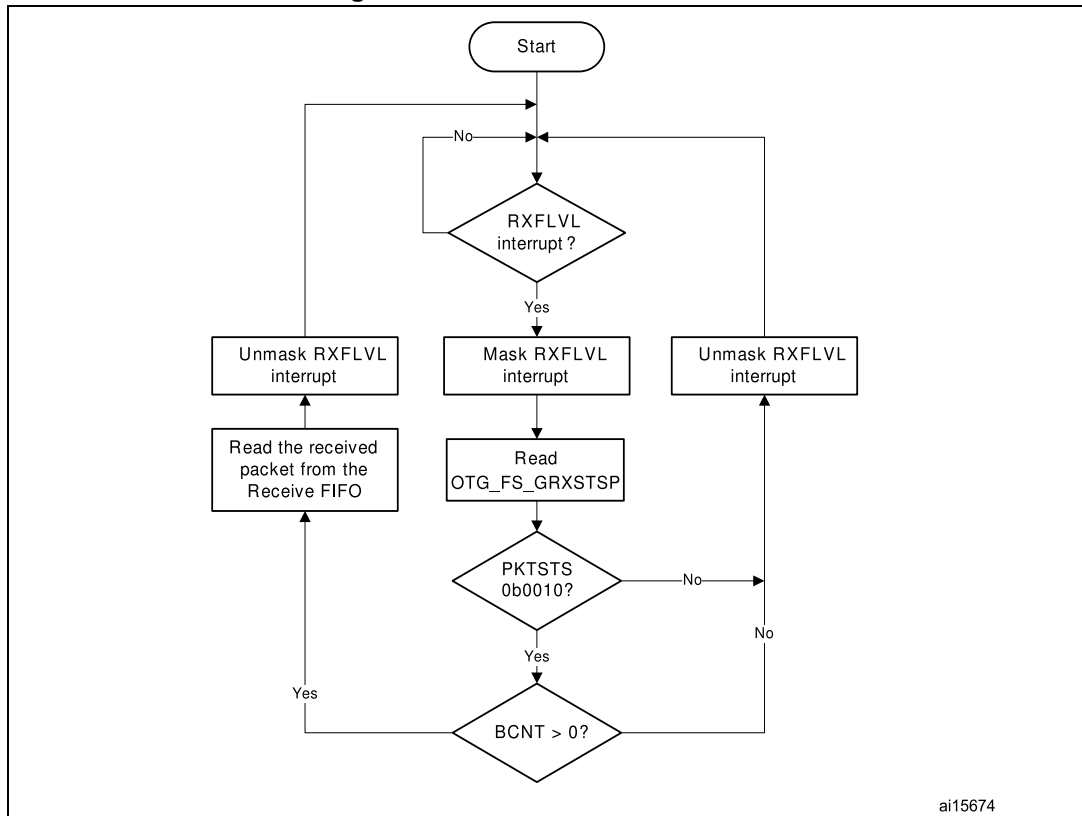 Start
No
RXFLVL
interrupt?
Yes
Unmask RXFLVL
interrupt
Mask RXFLVL
interrupt
Unmask RXFLVL
interrupt
Read the received
packet from the
Receive FIFO
Read
OTG_FS_GRXSTSP
PKTSTS
0b0010?
No
No
Yes
Yes
BCNT > 0?
ai15674